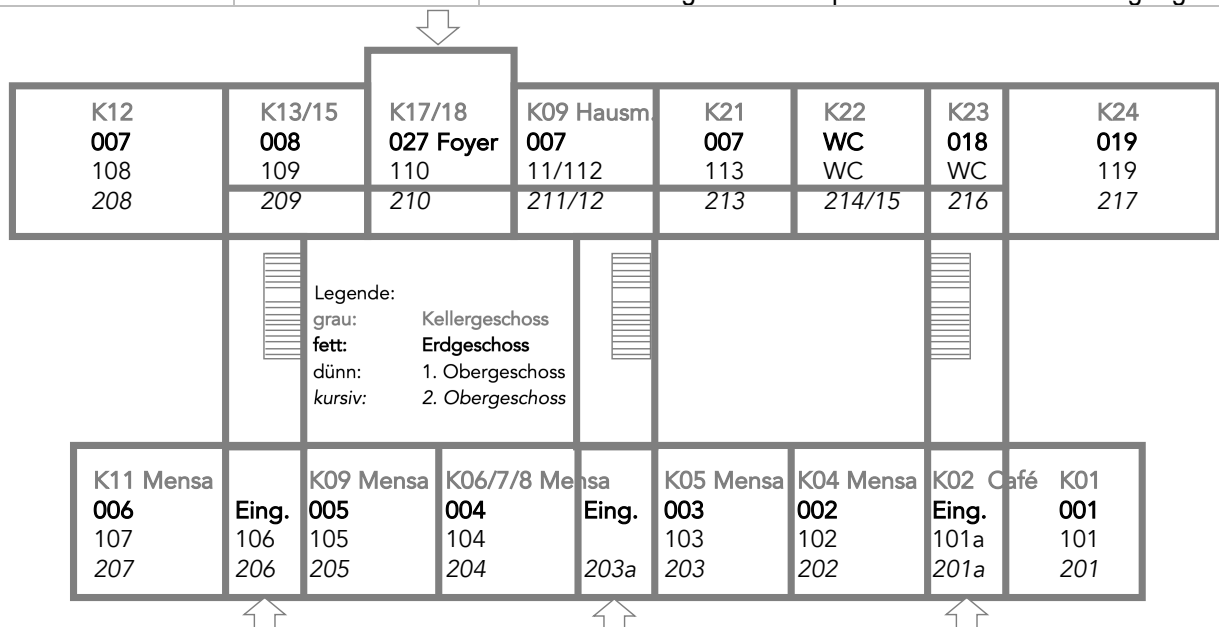 K12 K13/15 K17/18 K09 Hausm. K21 K22 K23 K24
007 008 027 Foyer 007 007 WC 018 019
108 109 110 11/112 113 WC WC 119
208 209 210 211/12 213 214/15 216 217
Legende:
grau: Kellergeschoss
fett: Erdgeschoss
dünn: 1. Obergeschoss
kursiv: 2. Obergeschoss
K11 Mensa K09 Mensa K06/7/8 Mensa K05 Mensa K04 Mensa K02 Café K01
006 Eing. 005 004 Eing. 003 002 Eing. 001
107 106 105 104 103 102 101a 101
207 206 205 204 203a 203 202 201a 201